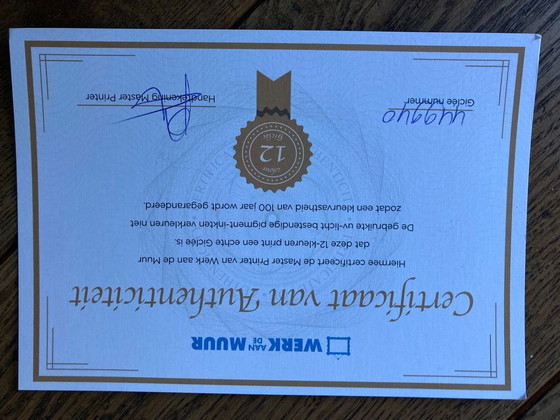 WERK AAN DE MUUR
Certificaat van Authenticiteit
Hiermee certificeert de Master Printer van Werk aan de Muur
dat deze 12-kleuren print een echte Giclée is.
De gebruikte uv-licht bestendige pigment-inkten verkleuren niet
zodat een kleurvastheid van 100 jaar wordt gegarandeerd.
12
colour
Giclée
449940
Giclée nummer
Handtekening Master Printer